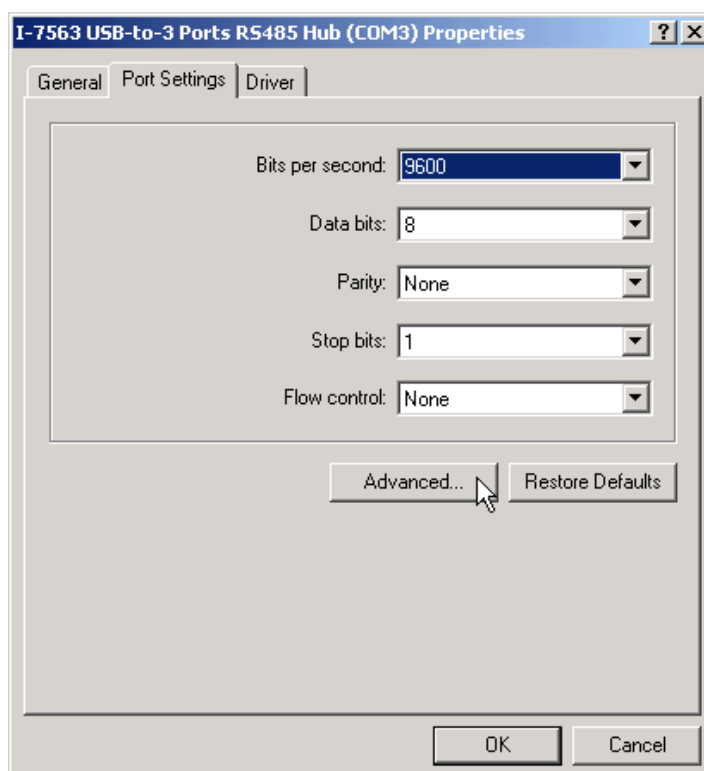 I-7563 USB-to-3 Ports RS485 Hub (COM3) Properties ? X
General Port Settings Driver
Bits per second: 9600
Data bits: 8
Parity: None
Stop bits: 1
Flow control: None
Advanced... Restore Defaults
OK Cancel